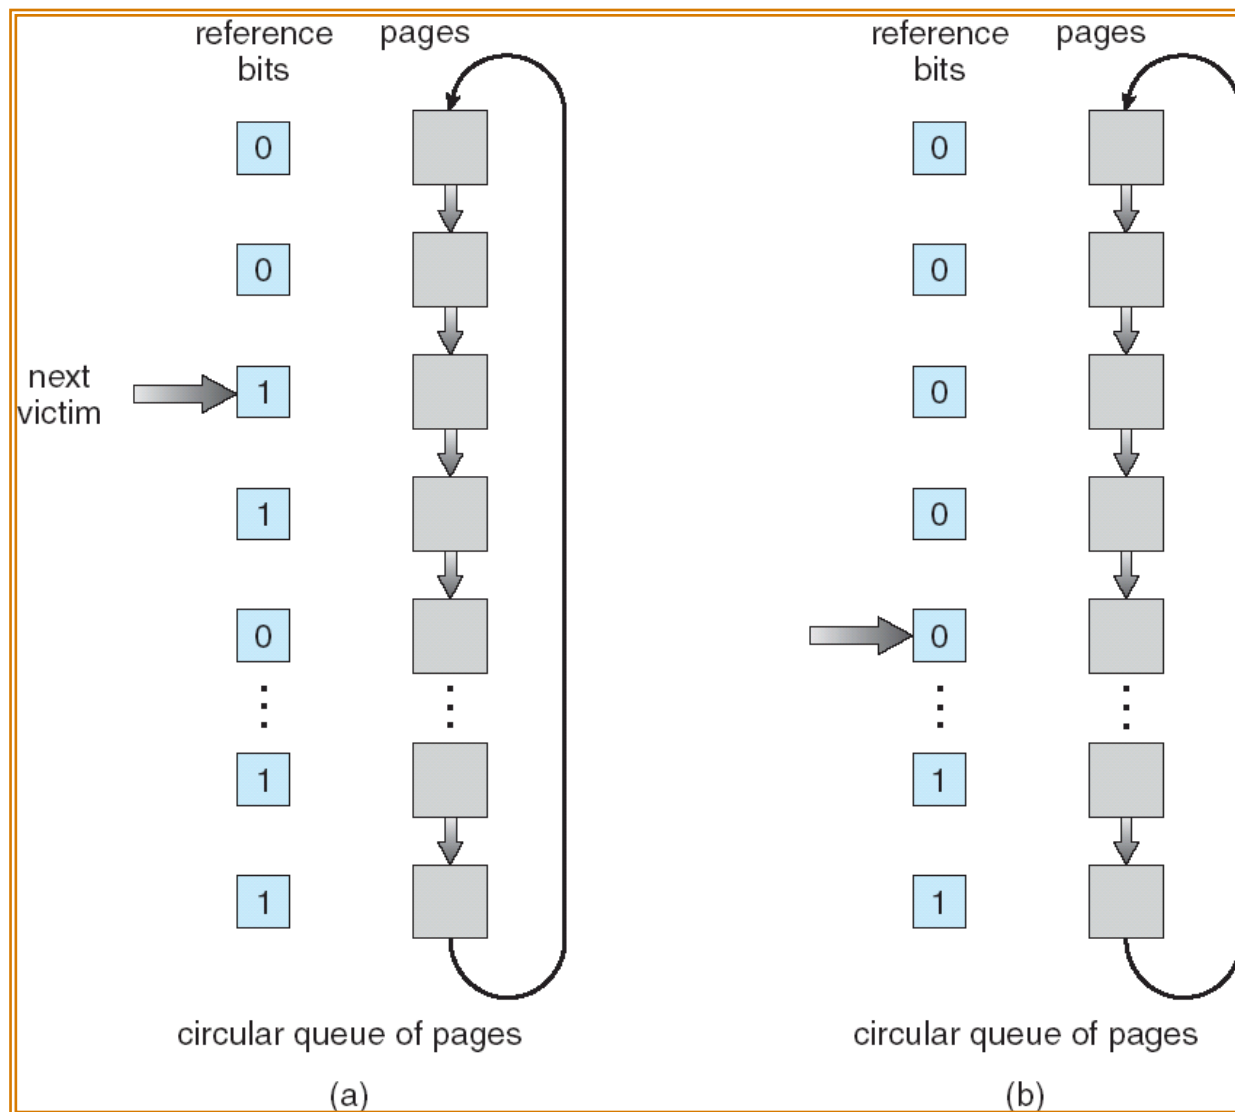 reference pages
bits
0
0
next
victim
1
1
0
1
1
circular queue of pages
(a)
reference pages
bits
0
0
0
0
0
1
1
circular queue of pages
(b)